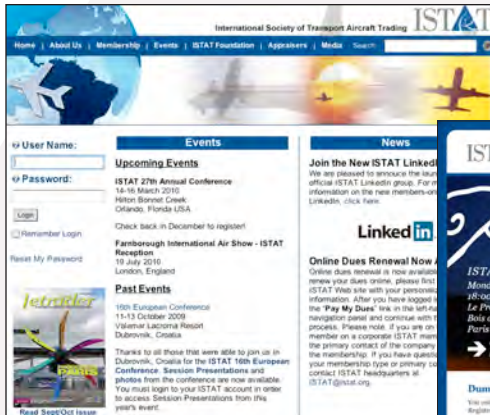 International Society of Transport Aircraft Trading
ISTAT
Home | About Us | Membership | Events | ISTAT Foundation | Appraisers | Media Search
User Name:
Password:
Login
Remember Login
Reset My Password
Jetrader
PARIS
Read Sept/Oct issue
Events
Upcoming Events
ISTAT 27th Annual Conference
14-16 March 2010
Hilton Bonnet Creek
Orlando, Florida USA
Check back in December to register!
Farnborough International Air Show - ISTAT
Reception
19 July 2010
London, England
Past Events
16th European Conference
11-13 October 2009
Valamar Lacroma Resort
Dubrovnik, Croatia
Thanks to all those that were able to join us in
Dubrovnik, Croatia for the ISTAT 16th European
Conference. Session Presentations and
photos from the conference are now available.
You must login to your ISTAT account in order
to access Session Presentations from this
year's event.
News
Join the New ISTAT LinkedI
We are pleased to annouce the laun
official ISTAT LinkedIn group. For m
information on the new members-on
LinkedIn, click here.
Linked in
Online Dues Renewal Now A
Online dues renewal is now available
renew your dues online, please first
ISTAT Web site with your personaliz
information. After you have logged i
the "Pay My Dues" link in the left-ha
navigation panel and continue with t
process. Please note, if you are on
member on a corporate ISTAT mem
the primary contact of the company
the membership. If you have questi
your membership type or primary co
contact ISTAT headquarters at
ISTAT@istat.org.
IST
ISTA
Mond
18:00
Le Pr
Bois d
Paris
Dum
You ca
Regist